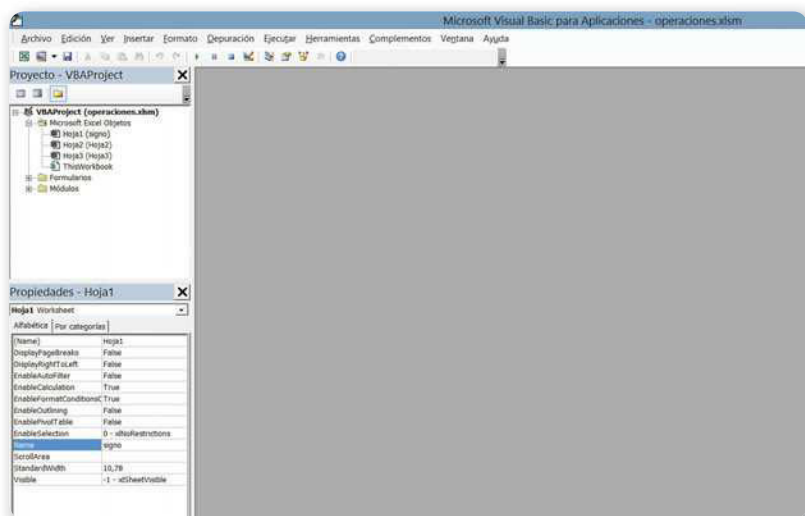 Microsoft Visual Basic para Aplicaciones - operaciones.xlsm
Archivo Edición Ver Insertar Formato Depuración Ejecutar Herramientas Complementos Ventana Ayuda
Proyecto - VBAProject
VBAProject (operaciones.xlsm)
Microsoft Excel Objetos
Hoja1 (signo)
Hoja2 (Hoja2)
Hoja3 (Hoja3)
ThisWorkbook
Formularios
Módulos
Propiedades - Hoja1
Hoja1 Worksheet
Alfabética Por categorías
(Name) Hoja1
DisplayPageBreaks False
DisplayRightToLeft False
EnableAutoFilter False
EnableCalculation True
EnableFormatConditionsC True
EnableOutlining False
EnablePivotTable False
EnableSelection 0 - xlNoRestrictions
Name signo
ScrollArea
StandardWidth 10,78
Visible -1 - xlSheetVisible